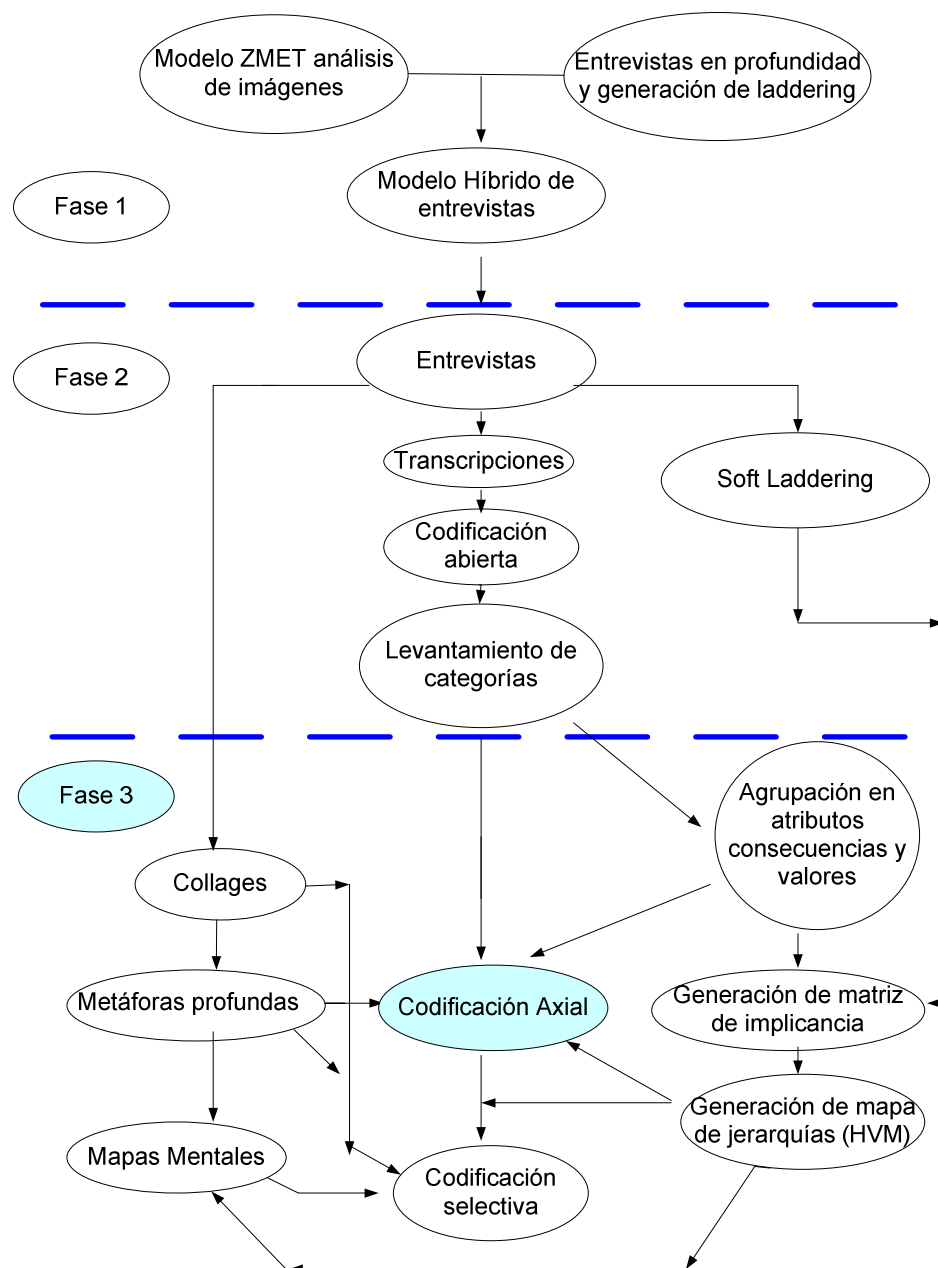 Modelo ZMET análisis
de imágenes
Entrevistas en profundidad
y generación de laddering
Modelo Híbrido de
entrevistas
Fase 1
Entrevistas
Fase 2
Transcripciones
Soft Laddering
Codificación
abierta
Levantamiento de
categorías
Fase 3
Agrupación en
atributos
consecuencias y
valores
Collages
Metáforas profundas
Codificación Axial
Generación de matriz
de implicancia
Generación de mapa
de jerarquías (HVM)
Mapas Mentales
Codificación
selectiva